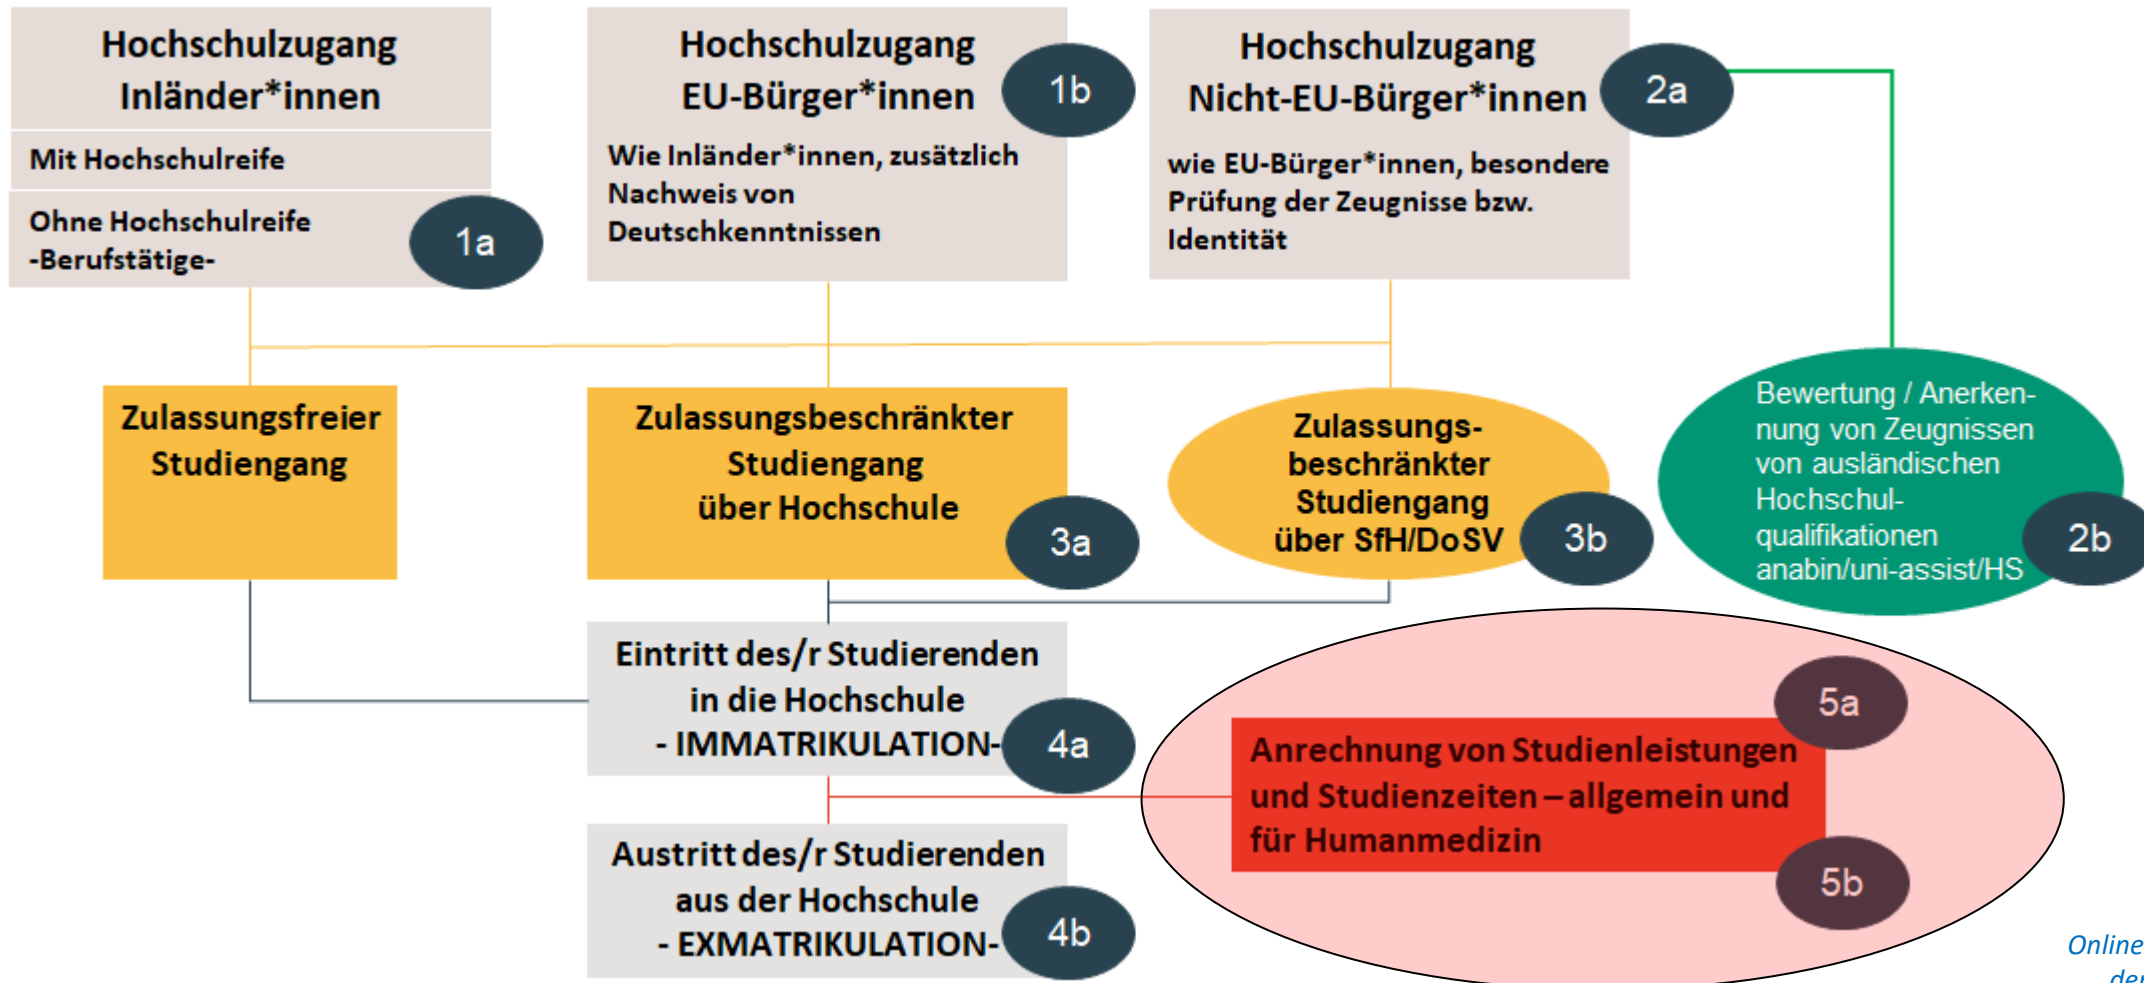 Hochschulzugang
Inländer*innen
Mit Hochschulreife
Ohne Hochschulreife
-Berufstätige-
1a
Hochschulzugang
EU-Bürger*innen
1b
Wie Inländer*innen, zusätzlich
Nachweis von
Deutschkenntnissen
Hochschulzugang
Nicht-EU-Bürger*innen
2a
wie EU-Bürger*innen, besondere
Prüfung der Zeugnisse bzw.
Identität
Zulassungsfreier
Studiengang
Zulassungsbeschränkter
Studiengang
über Hochschule
3a
Zulassungs-
beschränkter
Studiengang
über SfH/DoSV
3b
Bewertung / Anerken-
nung von Zeugnissen
von ausländischen
Hochschul-
qualifikationen
anabin/uni-assist/HS
2b
Eintritt des/r Studierenden
in die Hochschule
- IMMATRIKULATION-
4a
5a
Anrechnung von Studienleistungen
und Studienzeiten – allgemein und
für Humanmedizin
5b
Austritt des/r Studierenden
aus der Hochschule
- EXMATRIKULATION-
4b
Online